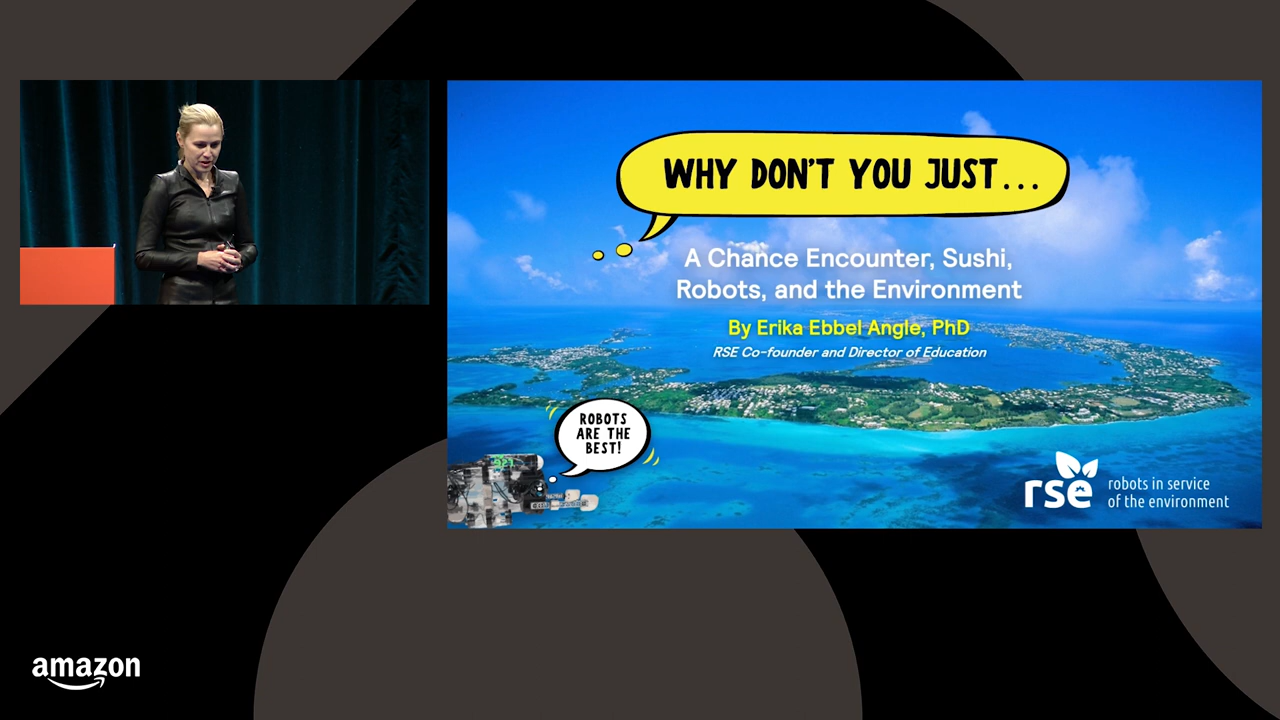 WHY DON'T YOU JUST...
A Chance Encounter, Sushi,
Robots, and the Environment
By Erika Ebbel Angle, PhD
RSE Co-founder and Director of Education
ROBOTS
ARE THE
BEST!
rse robots in service
of the environment
amazon